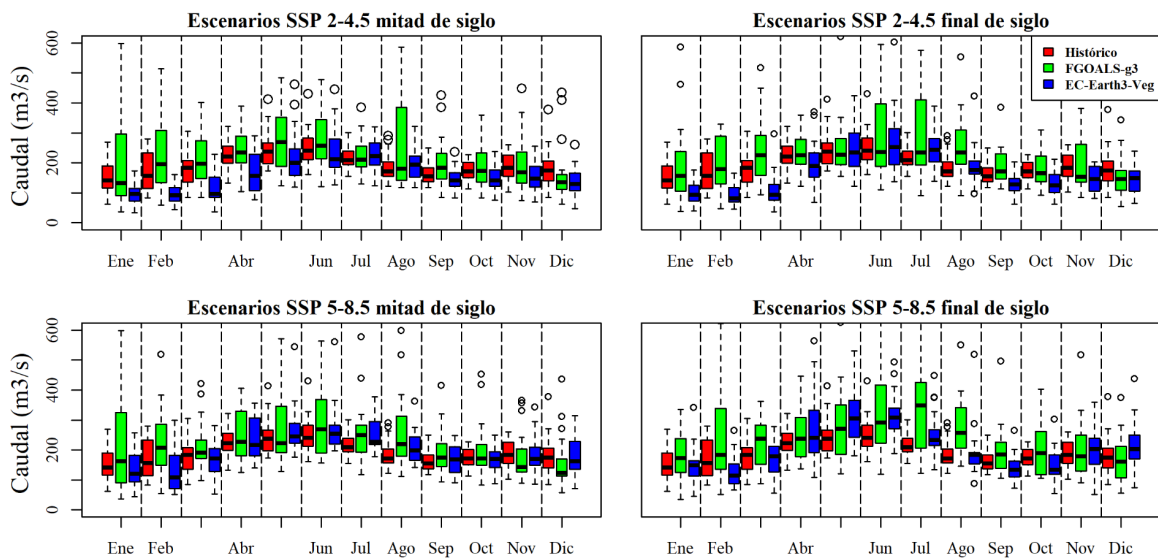 Escenarios SSP 2-4.5 mitad de siglo
Caudal (m3/s)
0 200 400 600
Ene Feb Abr Jun Jul Ago Sep Oct Nov Dic
Escenarios SSP 2-4.5 final de siglo
Histórico
FGOALS-g3
EC-Earth3-Veg
Ene Feb Abr Jun Jul Ago Sep Oct Nov Dic
Escenarios SSP 5-8.5 mitad de siglo
Caudal (m3/s)
0 200 400 600
Ene Feb Abr Jun Jul Ago Sep Oct Nov Dic
Escenarios SSP 5-8.5 final de siglo
Ene Feb Abr Jun Jul Ago Sep Oct Nov Dic